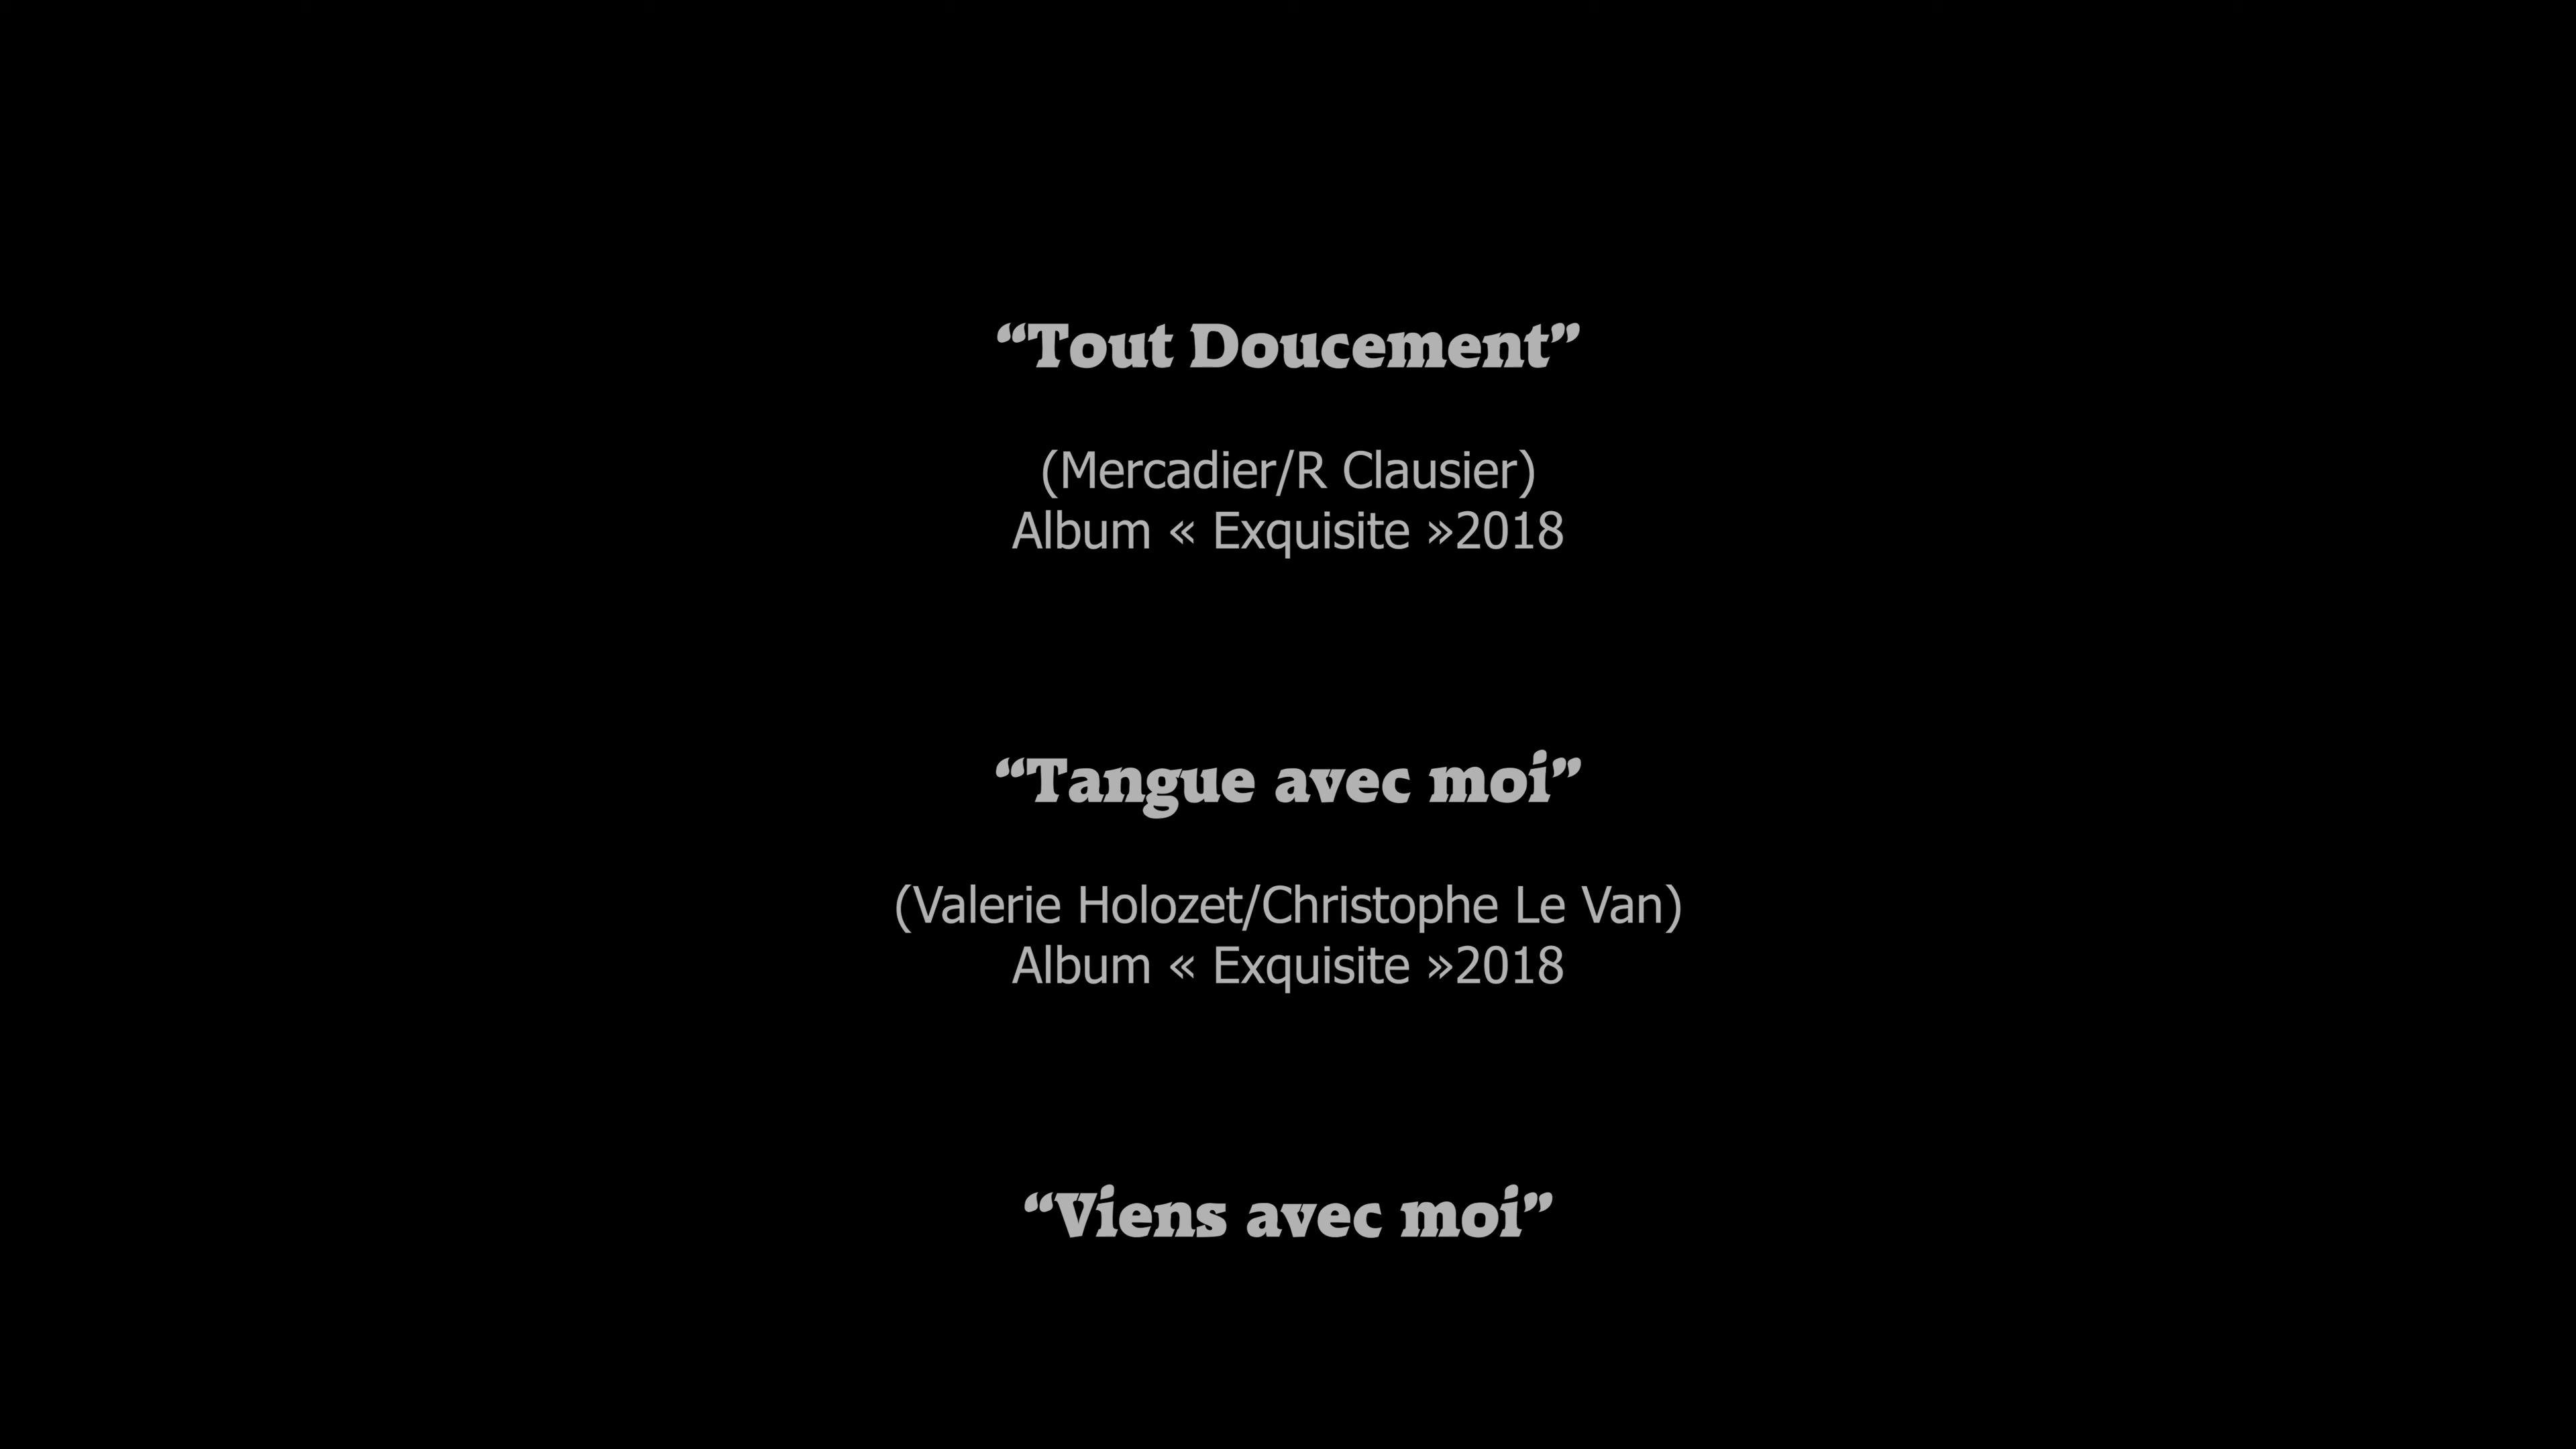 “Tout Doucement”
(Mercadier/R Clausier)
Album « Exquisite »2018
“Tangue avec moi”
(Valerie Holozet/Christophe Le Van)
Album « Exquisite »2018
“Viens avec moi”